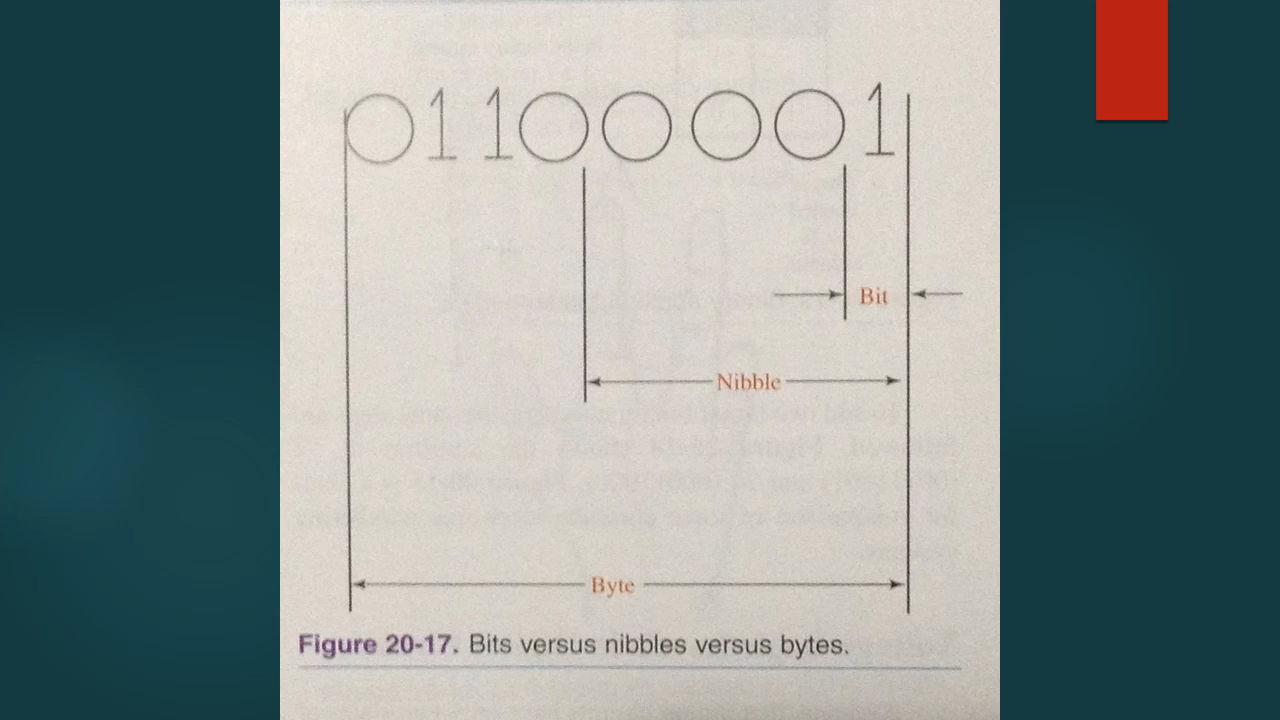 01100001
Bit
Nibble
Byte
Figure 20-17. Bits versus nibbles versus bytes.